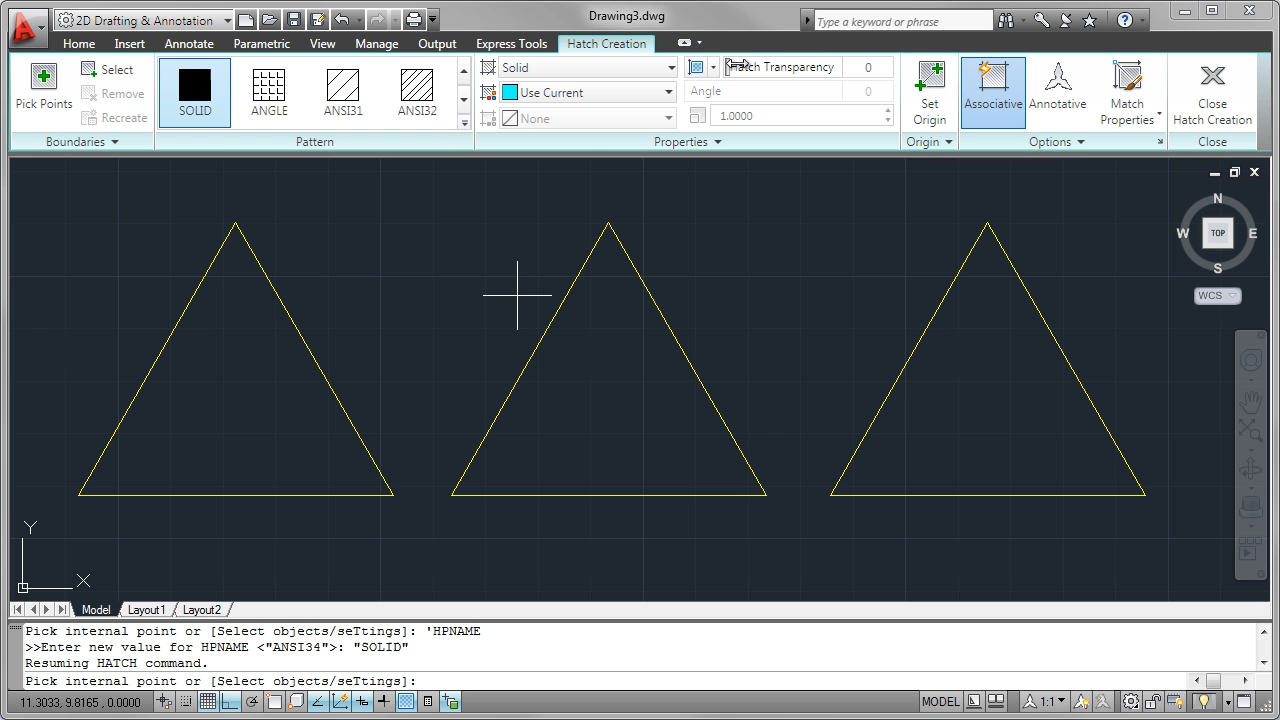 2D Drafting & Annotation
Drawing3.dwg
Type a keyword or phrase
Home Insert Annotate Parametric View Manage Output Express Tools Hatch Creation
Pick Points
Select
Remove
Recreate
Boundaries
SOLID ANGLE ANSI31 ANSI32
Pattern
Solid
Use Current
None
Transparency 0
Angle 0
1.0000
Properties
Set
Origin
Origin
Associative Annotative
Match
Properties
Options
Close
Hatch Creation
Close
N
W TOP E
S
WCS
Y
X
Model Layout1 Layout2
Pick internal point or [Select objects/seTtings]: 'HPNAME
>>Enter new value for HPNAME <"ANSI34">: "SOLID"
Resuming HATCH command.
Pick internal point or [Select objects/seTtings]:
11.3033, 9.8165, 0.0000 MODEL 1:1